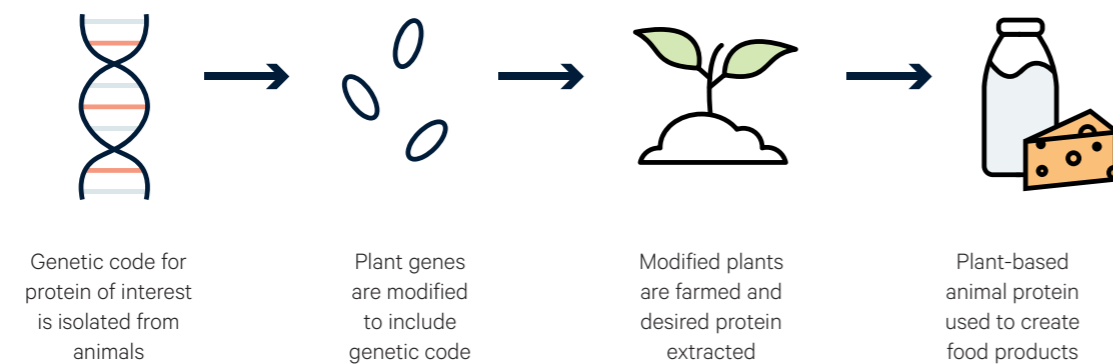 Genetic code for
protein of interest
is isolated from
animals
Plant genes
are modified
to include
genetic code
Modified plants
are farmed and
desired protein
extracted
Plant-based
animal protein
used to create
food products